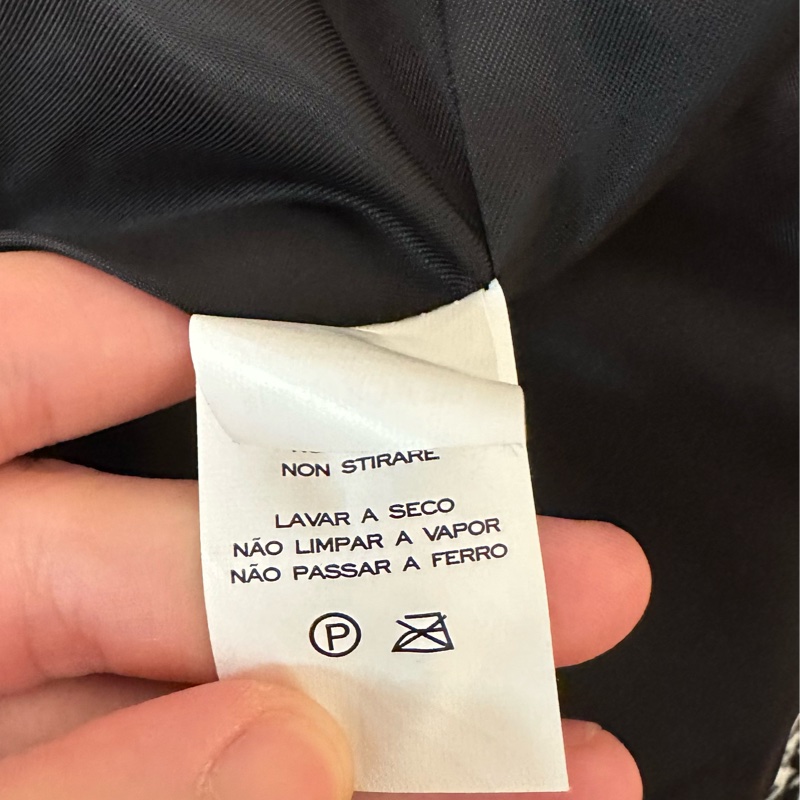 NON STIRARE
LAVAR A SECO
NÃO LIMPAR A VAPOR
NÃO PASSAR A FERRO
P